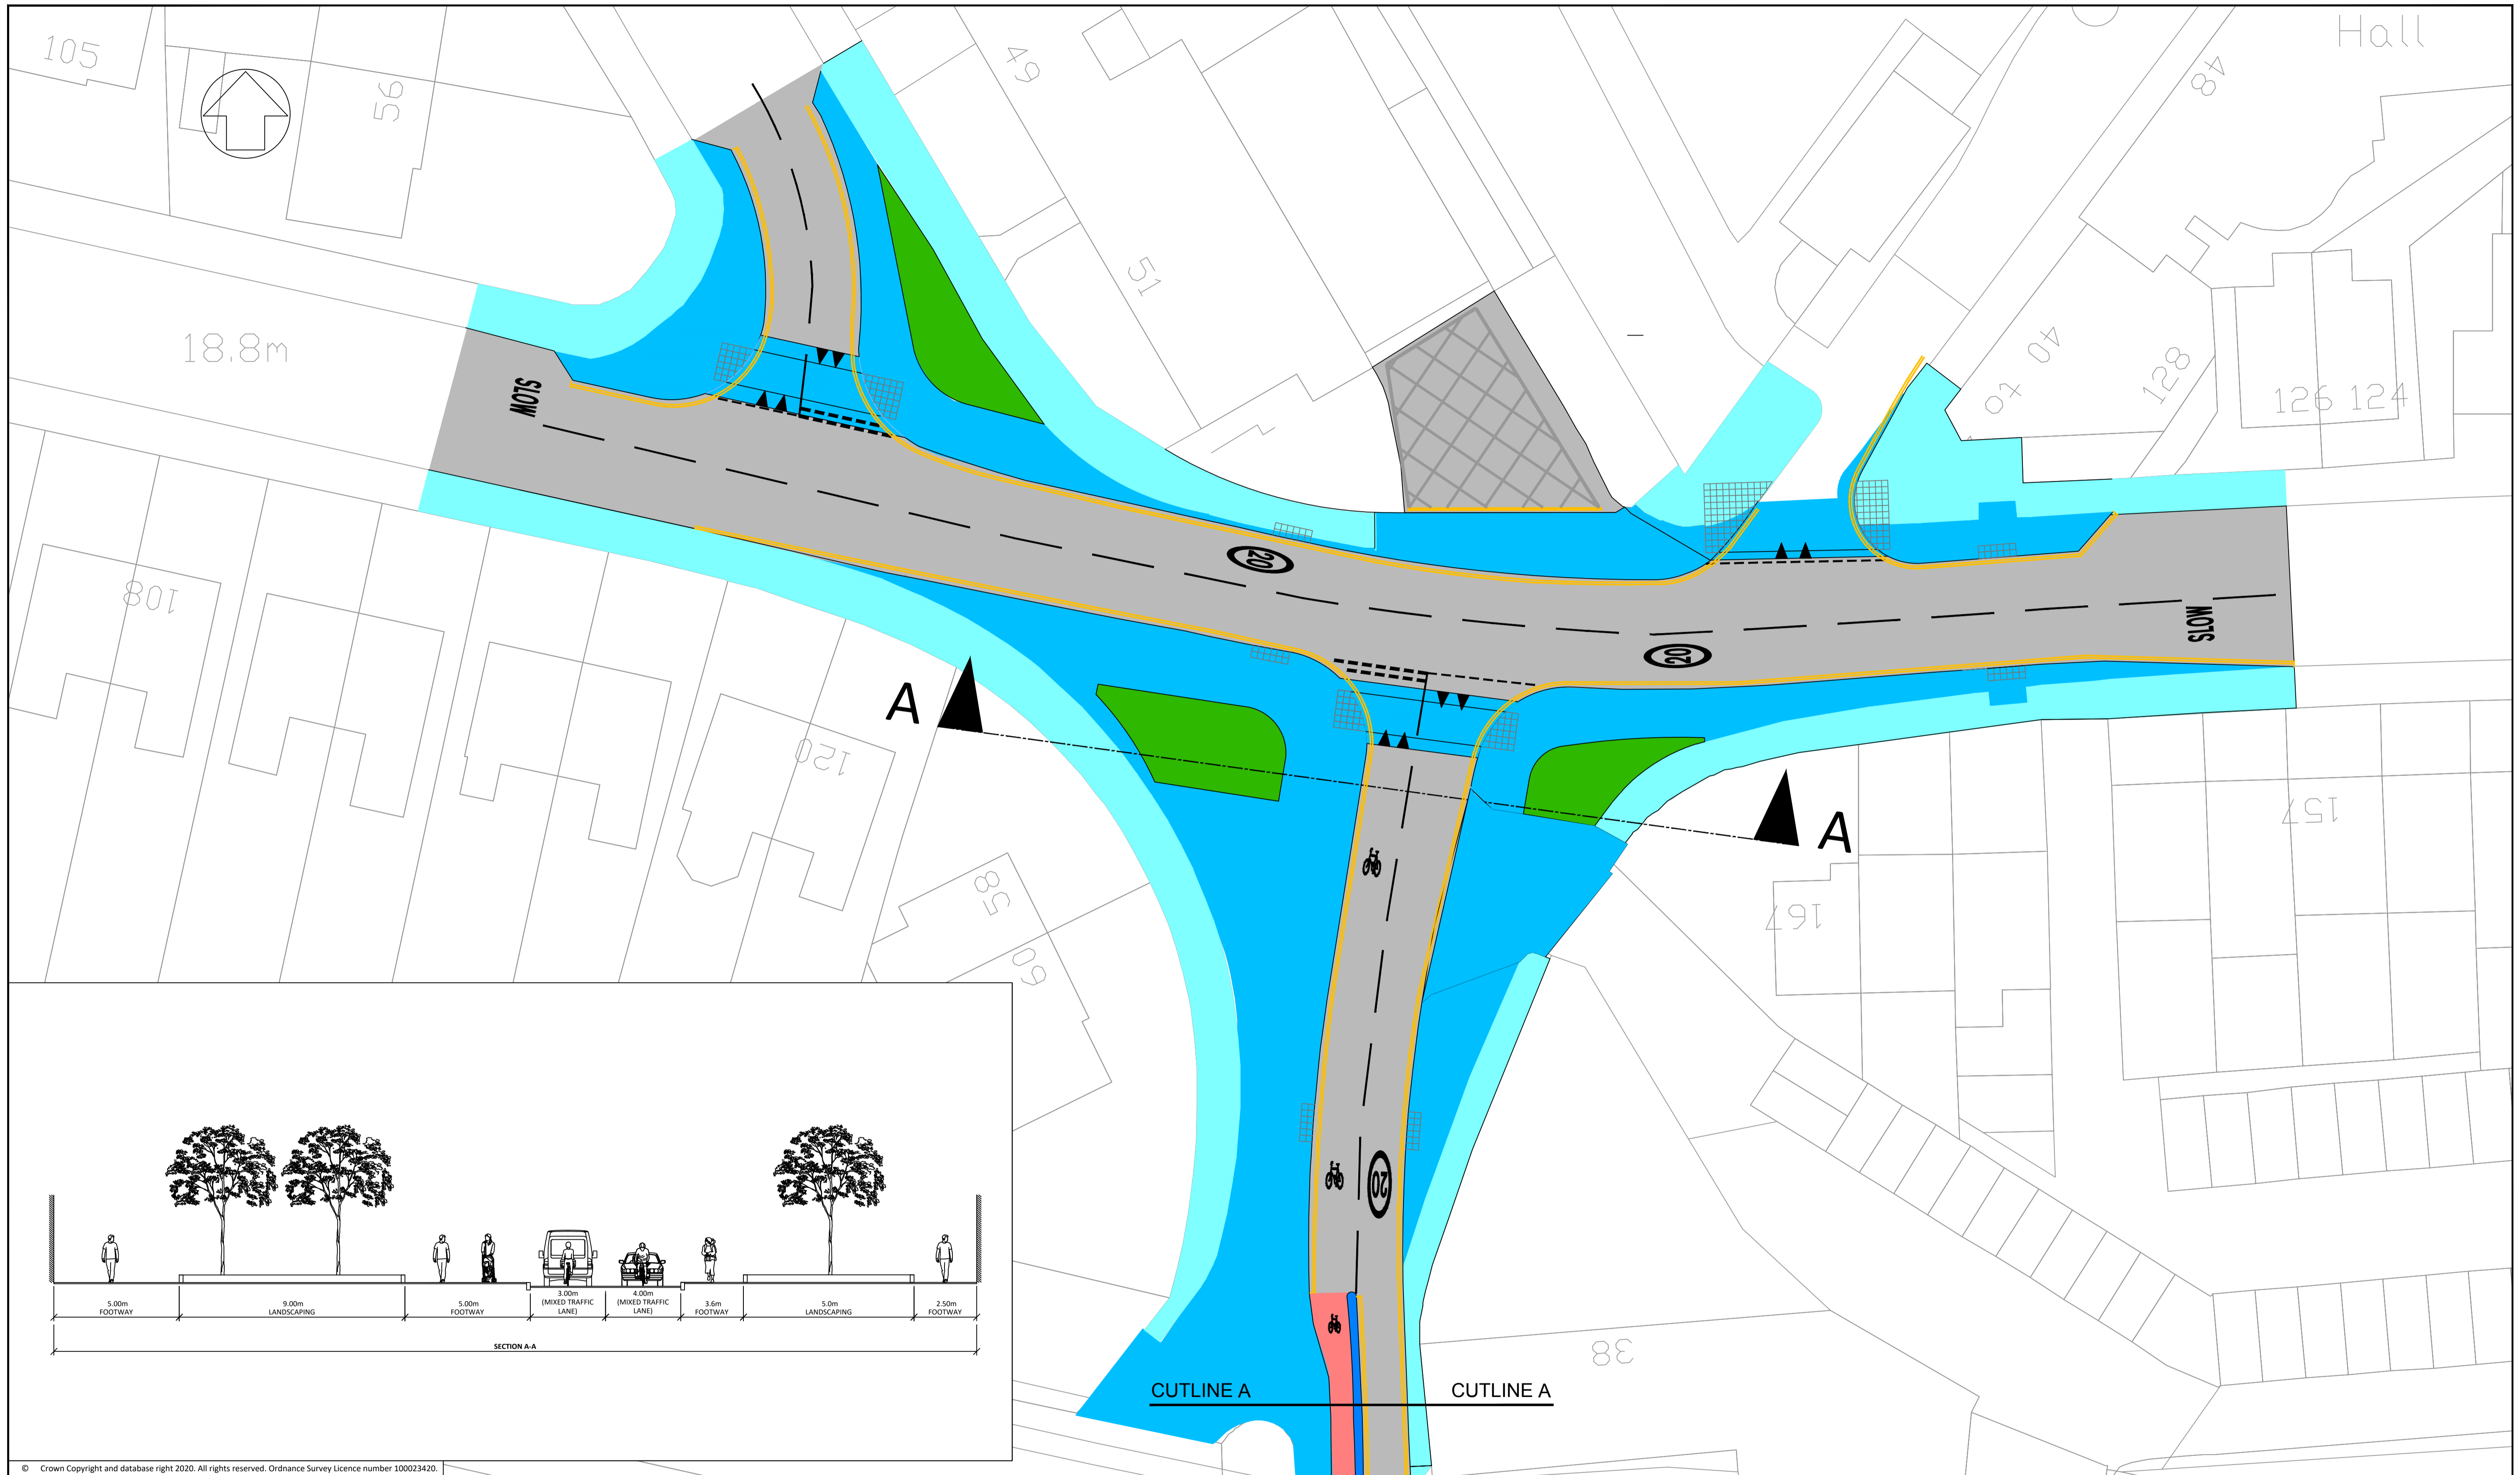 105
56
49
Hall
48
18.8m
51
40
128
126 124
SLOW
20
108
20
SLOW
A
120
A
157
58
167
60
20
38
5.00m
FOOTWAY
9.00m
LANDSCAPING
5.00m
FOOTWAY
3.00m
(MIXED TRAFFIC
LANE)
4.00m
(MIXED TRAFFIC
LANE)
3.6m
FOOTWAY
5.0m
LANDSCAPING
2.50m
FOOTWAY
SECTION A-A
CUTLINE A
CUTLINE A
© Crown Copyright and database right 2020. All rights reserved. Ordnance Survey Licence number 100023420.